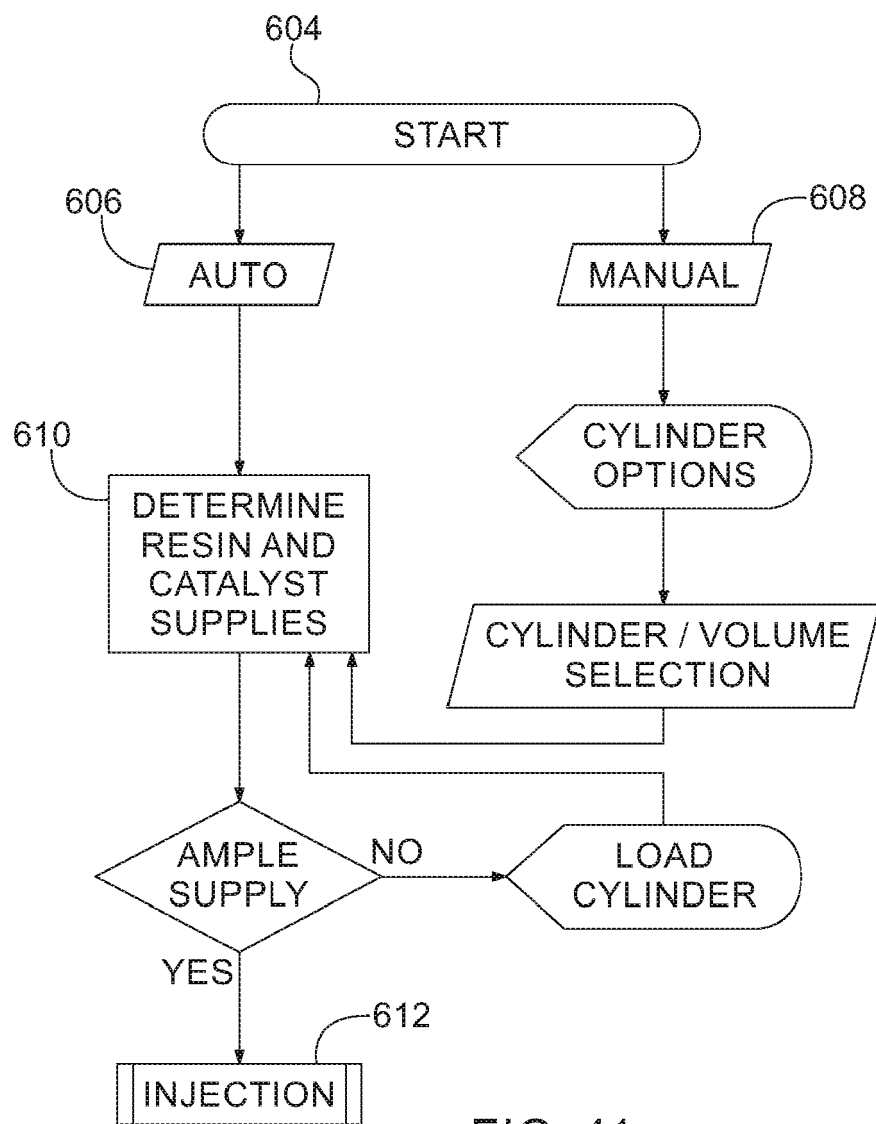 604
START
606
608
AUTO
MANUAL
CYLINDER
OPTIONS
610
DETERMINE
RESIN AND
CATALYST
SUPPLIES
CYLINDER / VOLUME
SELECTION
AMPLE
SUPPLY
NO
LOAD
CYLINDER
YES
612
INJECTION